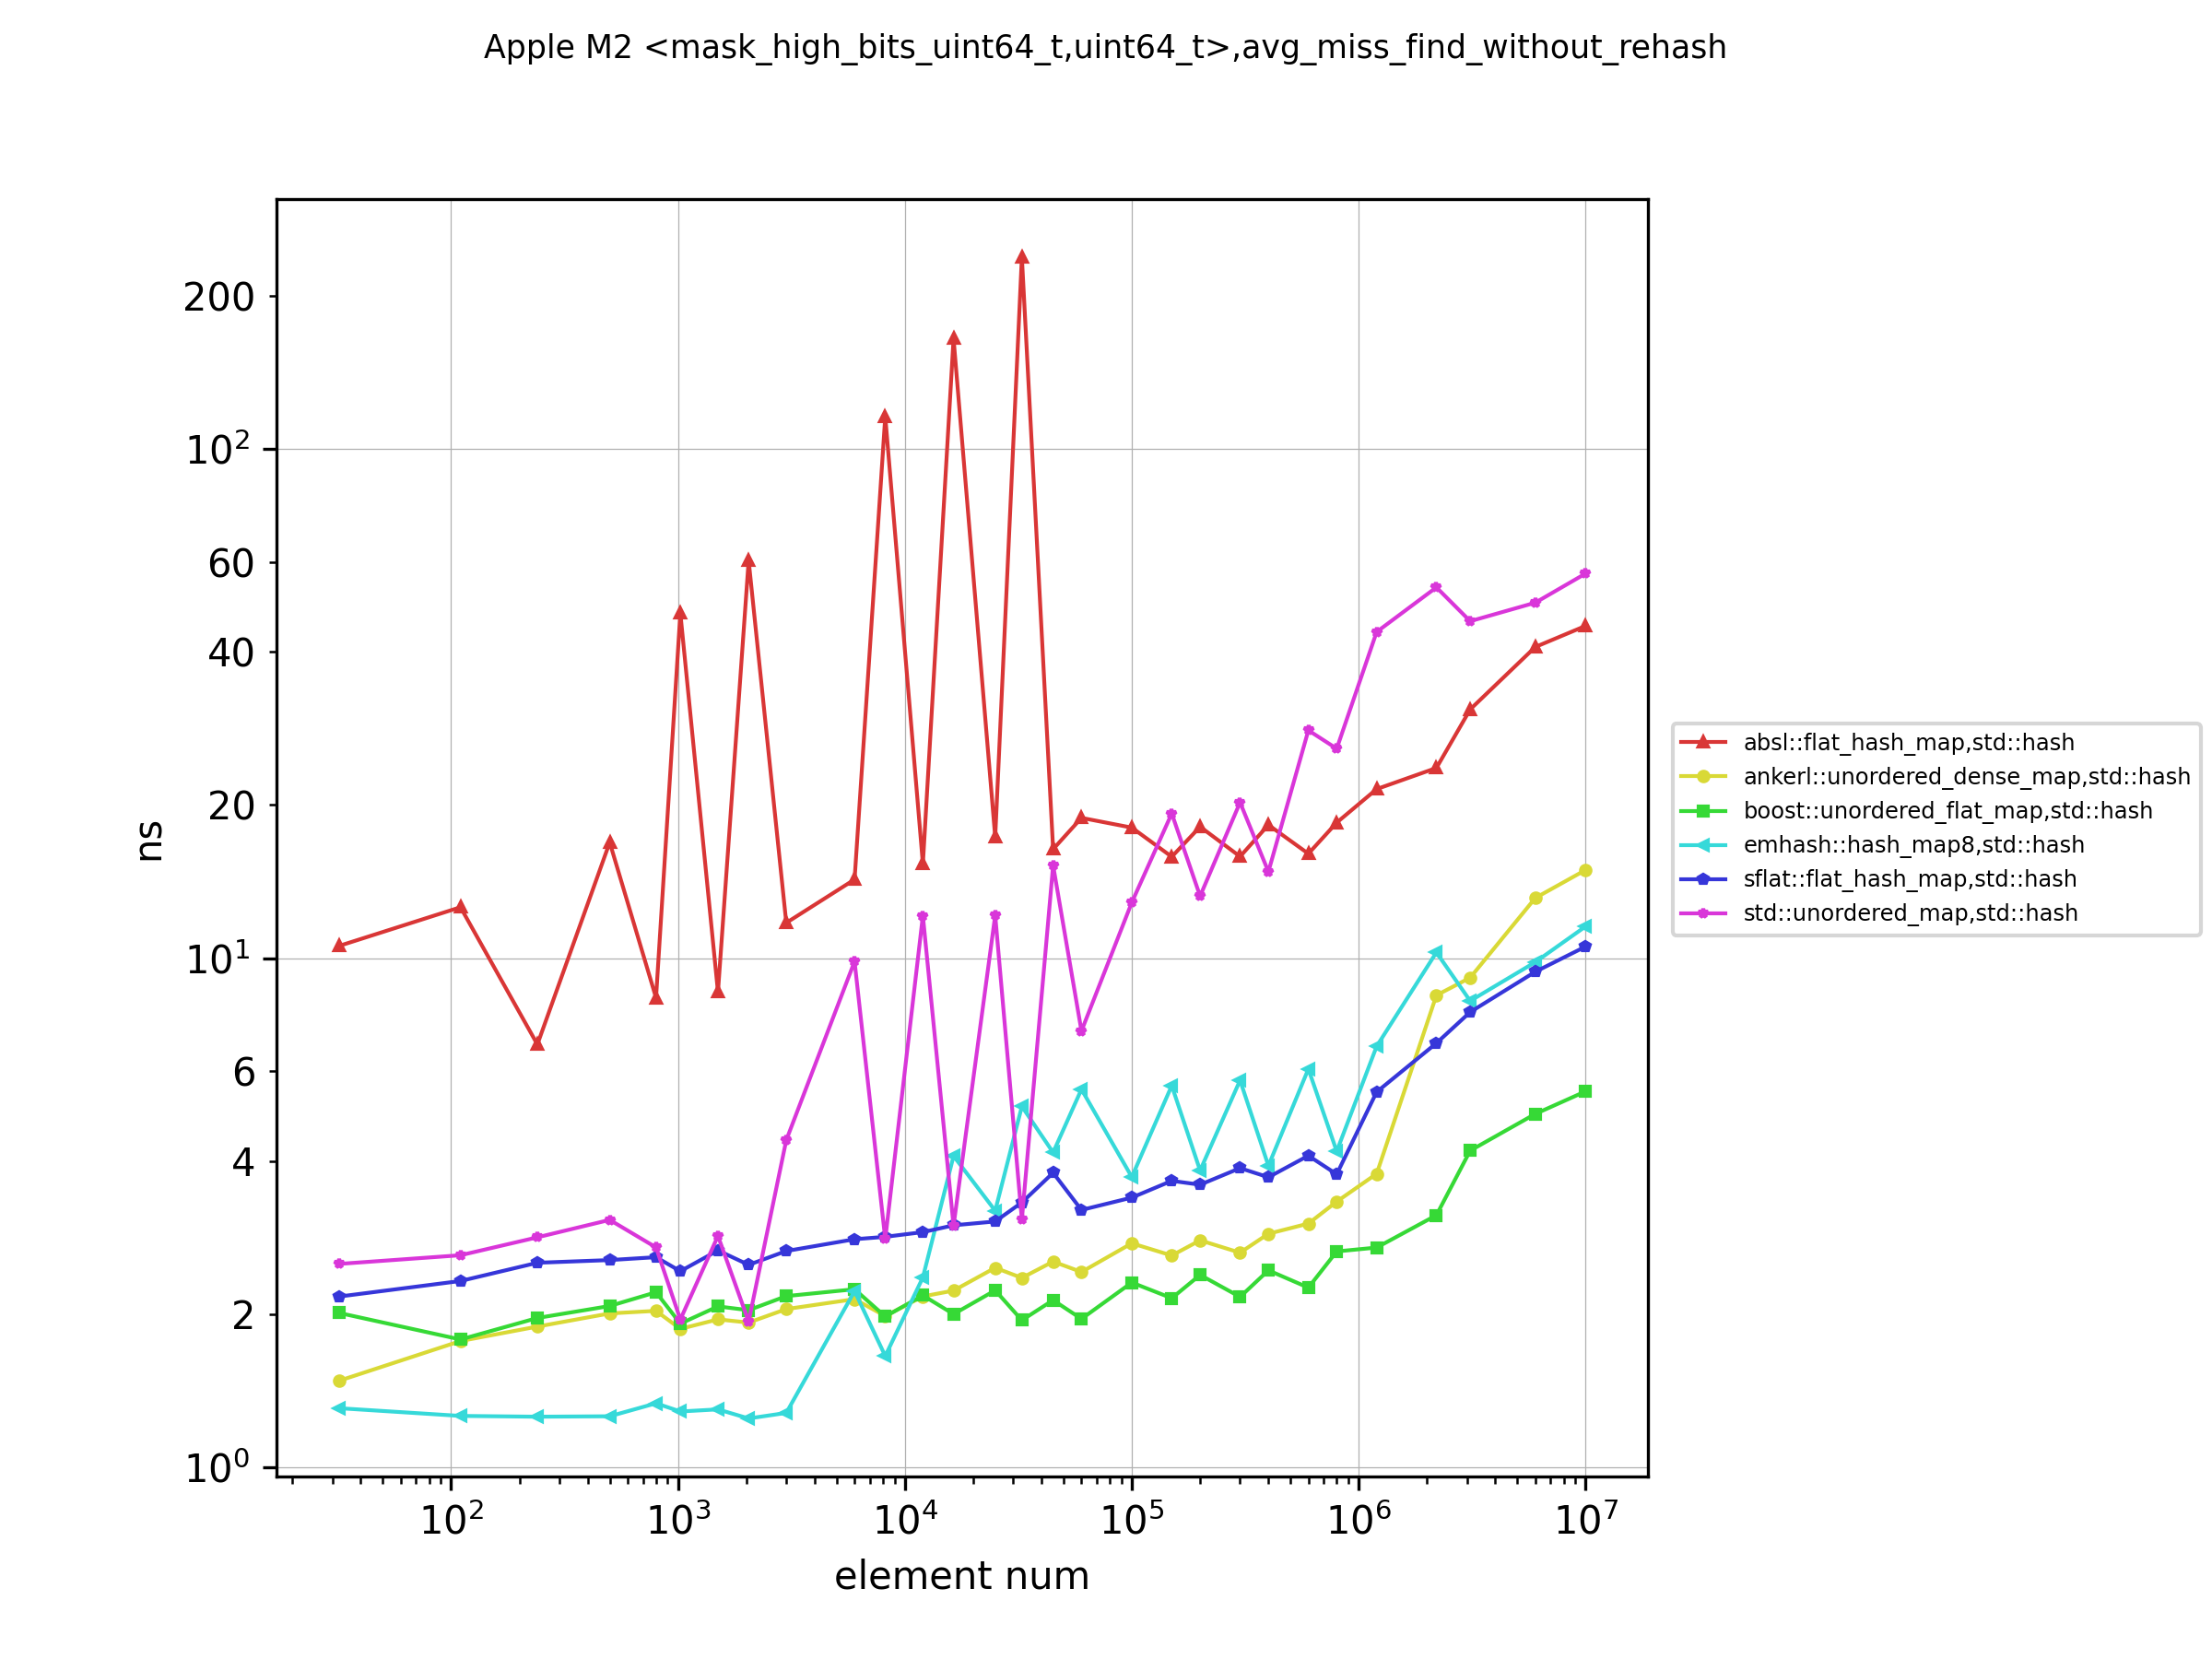 Apple M2 <mask_high_bits_uint64_t,uint64_t>,avg_miss_find_without_rehash
200
10²
60
40
20
10¹
6
4
2
10⁰
ns
10² 10³ 10⁴ 10⁵ 10⁶ 10⁷
element num
absl::flat_hash_map,std::hash
ankerl::unordered_dense_map,std::hash
boost::unordered_flat_map,std::hash
emhash::hash_map8,std::hash
sflat::flat_hash_map,std::hash
std::unordered_map,std::hash